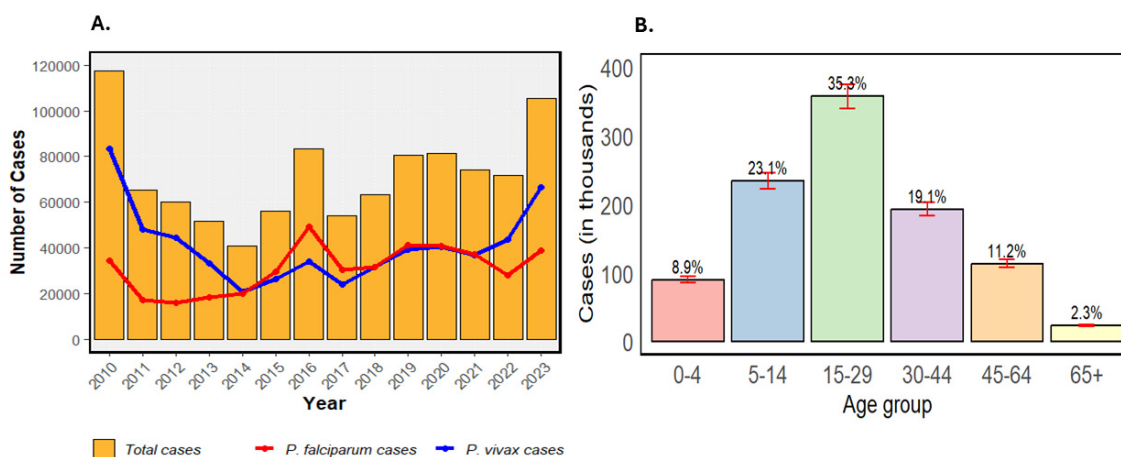 A.
Number of Cases
120000
100000
80000
60000
40000
20000
0
2010 2011 2012 2013 2014 2015 2016 2017 2018 2019 2020 2021 2022 2023
Year
Total cases P. falciparum cases P. vivax cases
B.
Cases (in thousands)
400
300
200
100
0
8.9% 23.1% 35.3% 19.1% 11.2% 2.3%
0-4 5-14 15-29 30-44 45-64 65+
Age group